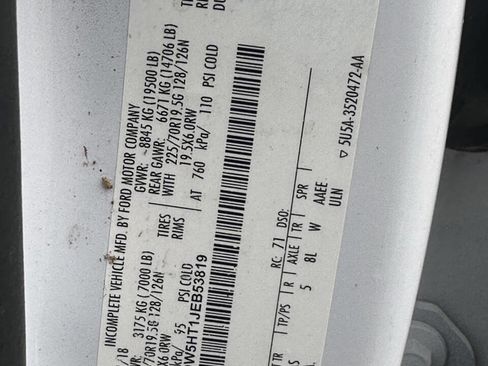 INCOMPLETE VEHICLE MFD. BY FORD MOTOR COMPANY
/18 GVWR: 8845 KG (19500 LB)
3175 KG (7000 LB) REAR GAWR: 6671 KG (14706 LB)
70R19.5G 128/126N WITH 225/70R19.5G 128/126N TIRES
X6.0RW 19.5X6.0RW RIMS
95 PSI COLD AT 760 kPa/ 110 PSI COLD
W5HT1JEB53819
RC: 71 DSO:
TR TP/PS R AXLE TR SPR
5 8L W AAEE
ULN
▽ 5U5A-3520472-AA